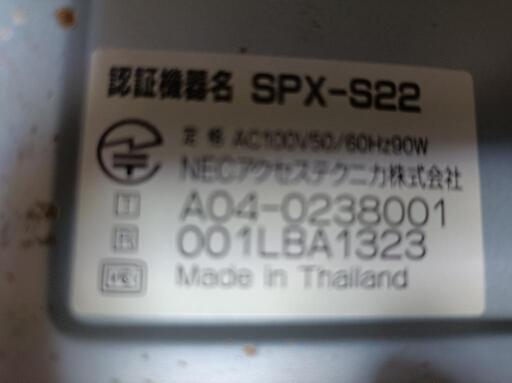 認証機器名 SPX-S22
定格 AC100V50/60Hz90W
NECアクセステクニカ株式会社
T A04-0238001
R 001LBA1323
Made in Thailand